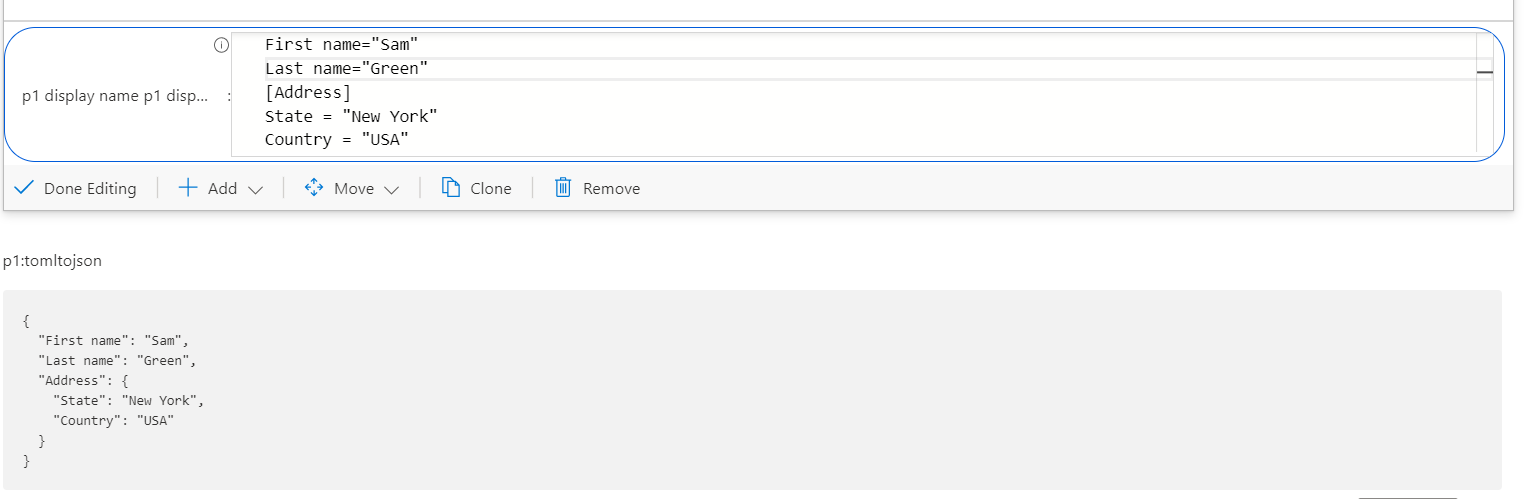 First name="Sam"
Last name="Green"
p1 display name p1 disp... :
[Address]
State = "New York"
Country = "USA"
Done Editing Add Move Clone Remove
p1:tomltojson
{
"First name": "Sam",
"Last name": "Green",
"Address": {
"State": "New York",
"Country": "USA"
}
}